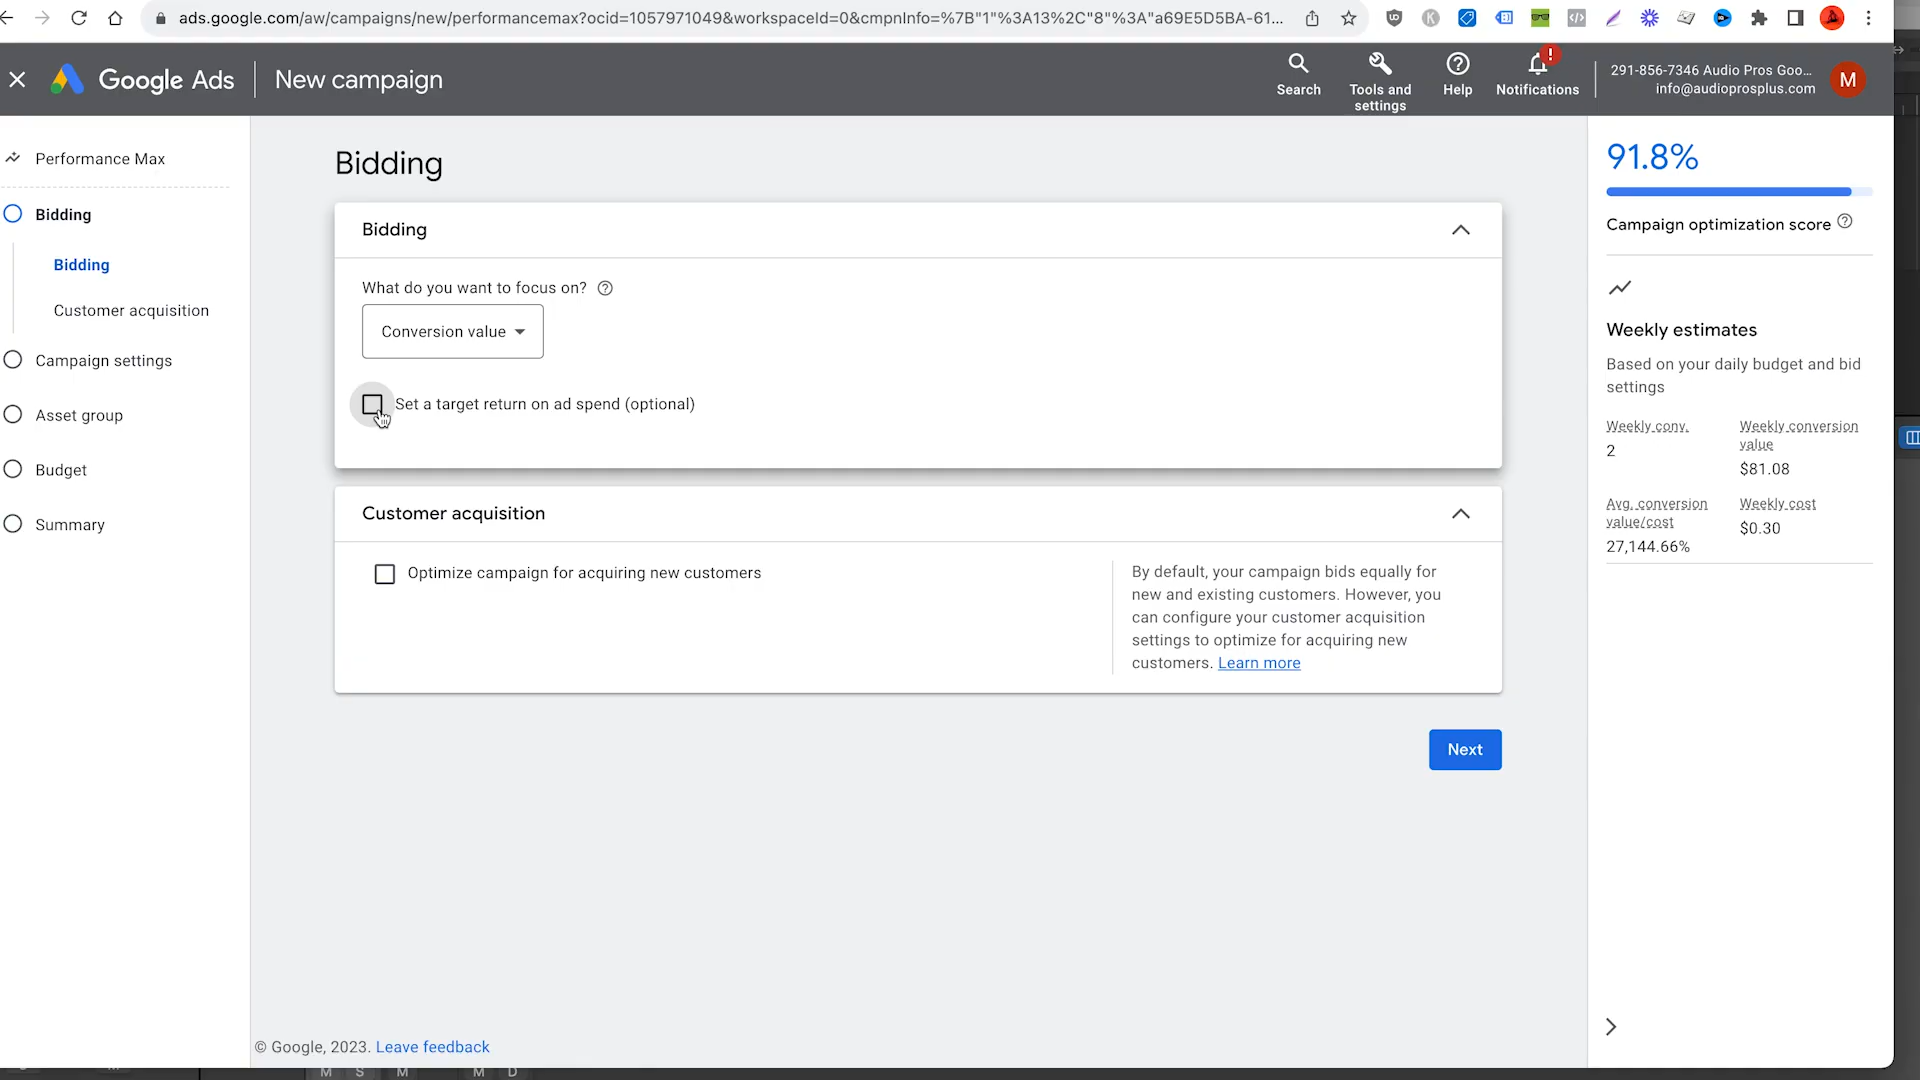 ads.google.com/aw/campaigns/new/performancemax?ocid=1057971049&workspaceId=0&cmpnInfo=%7B"1"%3A13%2C"8"%3A"a69E5D5BA-61...
Google Ads
New campaign
Search
Tools and
settings
Help
!
Notifications
291-856-7346 Audio Pros Goo...
info@audioprosplus.com
M
Performance Max
Bidding
Bidding
Customer acquisition
Campaign settings
Asset group
Budget
Summary
Bidding
Bidding
What do you want to focus on?
Conversion value
Set a target return on ad spend (optional)
Customer acquisition
Optimize campaign for acquiring new customers
By default, your campaign bids equally for
new and existing customers. However, you
can configure your customer acquisition
settings to optimize for acquiring new
customers. Learn more
Next
91.8%
Campaign optimization score
Weekly estimates
Based on your daily budget and bid
settings
Weekly conv.
2
Weekly conversion
value
$81.08
Avg. conversion
value/cost
27,144.66%
Weekly cost
$0.30
© Google, 2023. Leave feedback
M S M M D